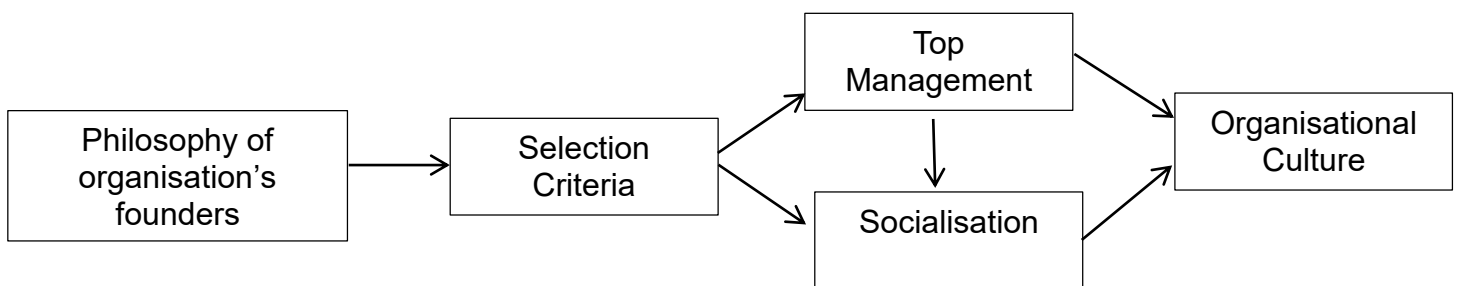 Philosophy of
organisation’s
founders
Selection
Criteria
Top
Management
Socialisation
Organisational
Culture